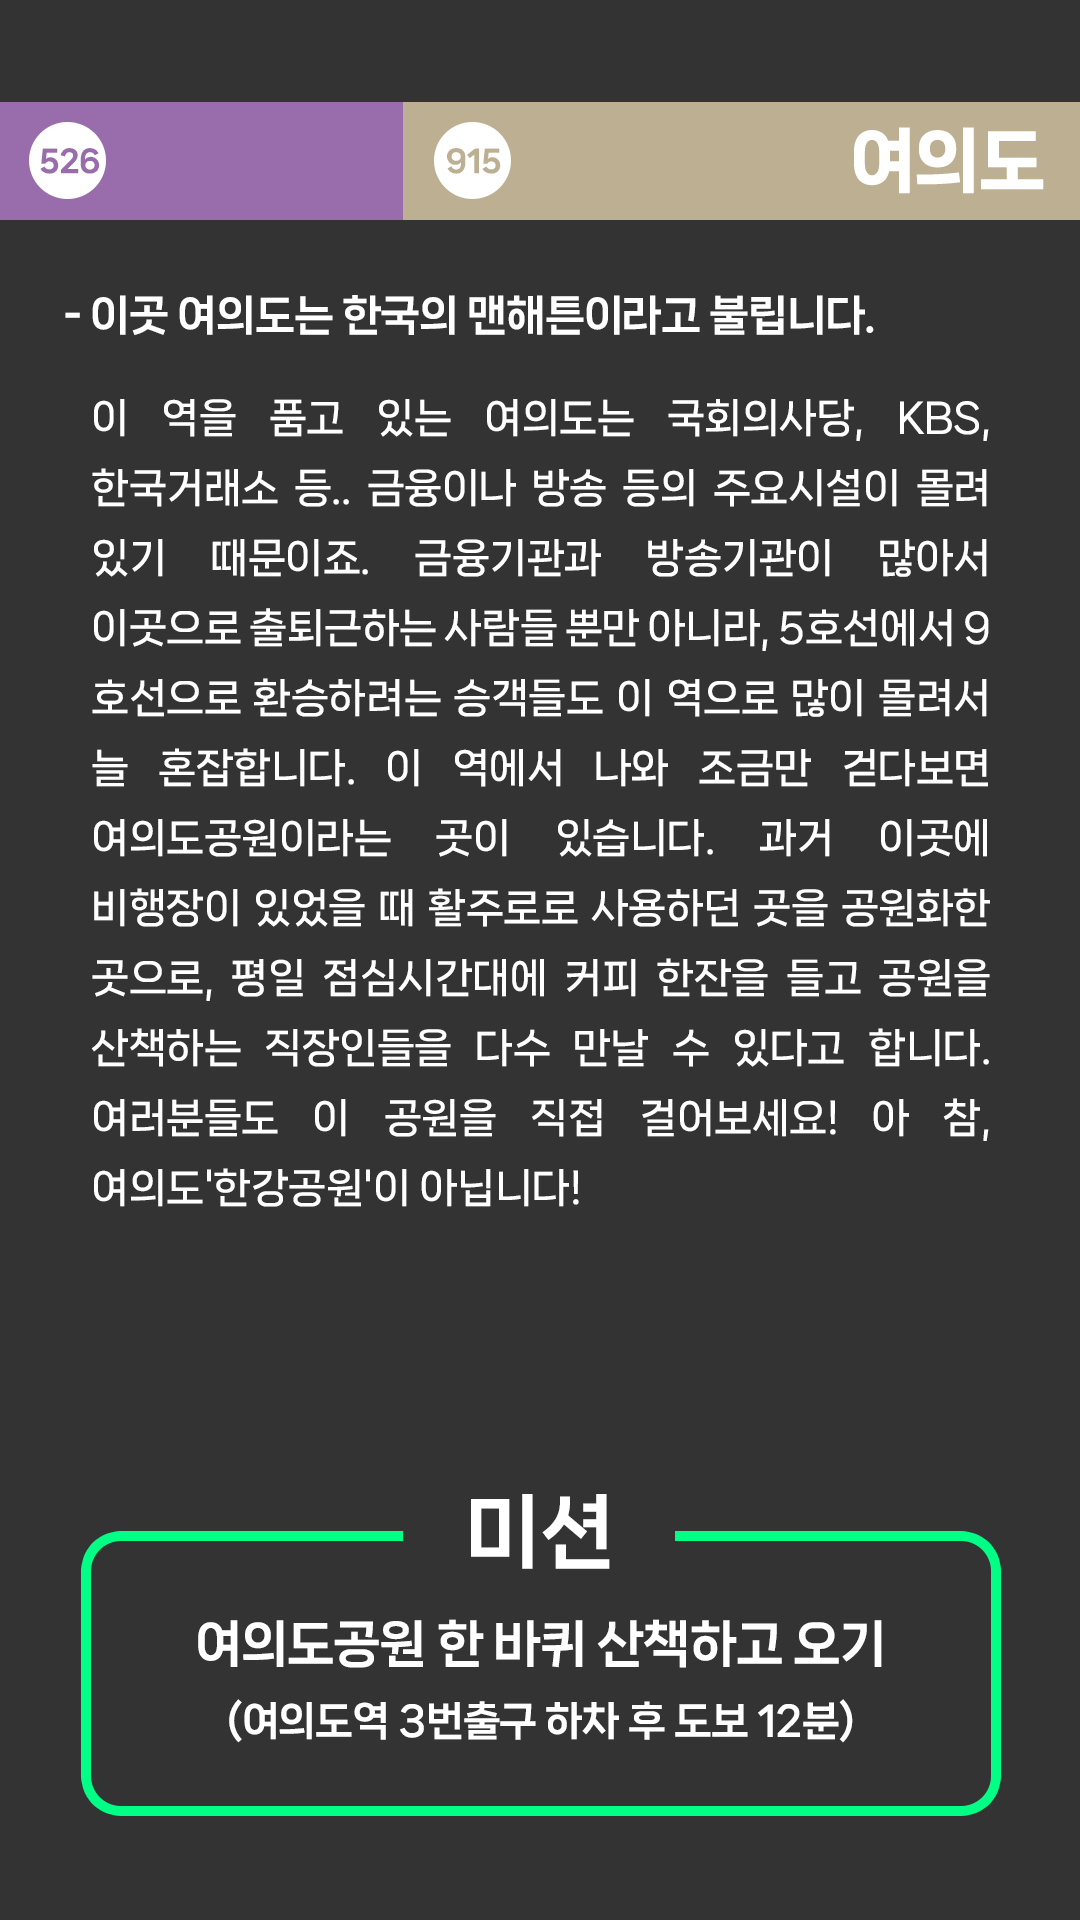 526
915
여의도
- 이곳 여의도는 한국의 맨해튼이라고 불립니다.
이 역을 품고 있는 여의도는 국회의사당, KBS,
한국거래소 등.. 금융이나 방송 등의 주요시설이 몰려
있기 때문이죠. 금융기관과 방송기관이 많아서
이곳으로 출퇴근하는 사람들 뿐만 아니라, 5호선에서 9
호선으로 환승하려는 승객들도 이 역으로 많이 몰려서
늘 혼잡합니다. 이 역에서 나와 조금만 걷다보면
여의도공원이라는 곳이 있습니다. 과거 이곳에
비행장이 있었을 때 활주로로 사용하던 곳을 공원화한
곳으로, 평일 점심시간대에 커피 한잔을 들고 공원을
산책하는 직장인들을 다수 만날 수 있다고 합니다.
여러분들도 이 공원을 직접 걸어보세요! 아 참,
여의도'한강공원'이 아닙니다!
미션
여의도공원 한 바퀴 산책하고 오기
(여의도역 3번출구 하차 후 도보 12분)